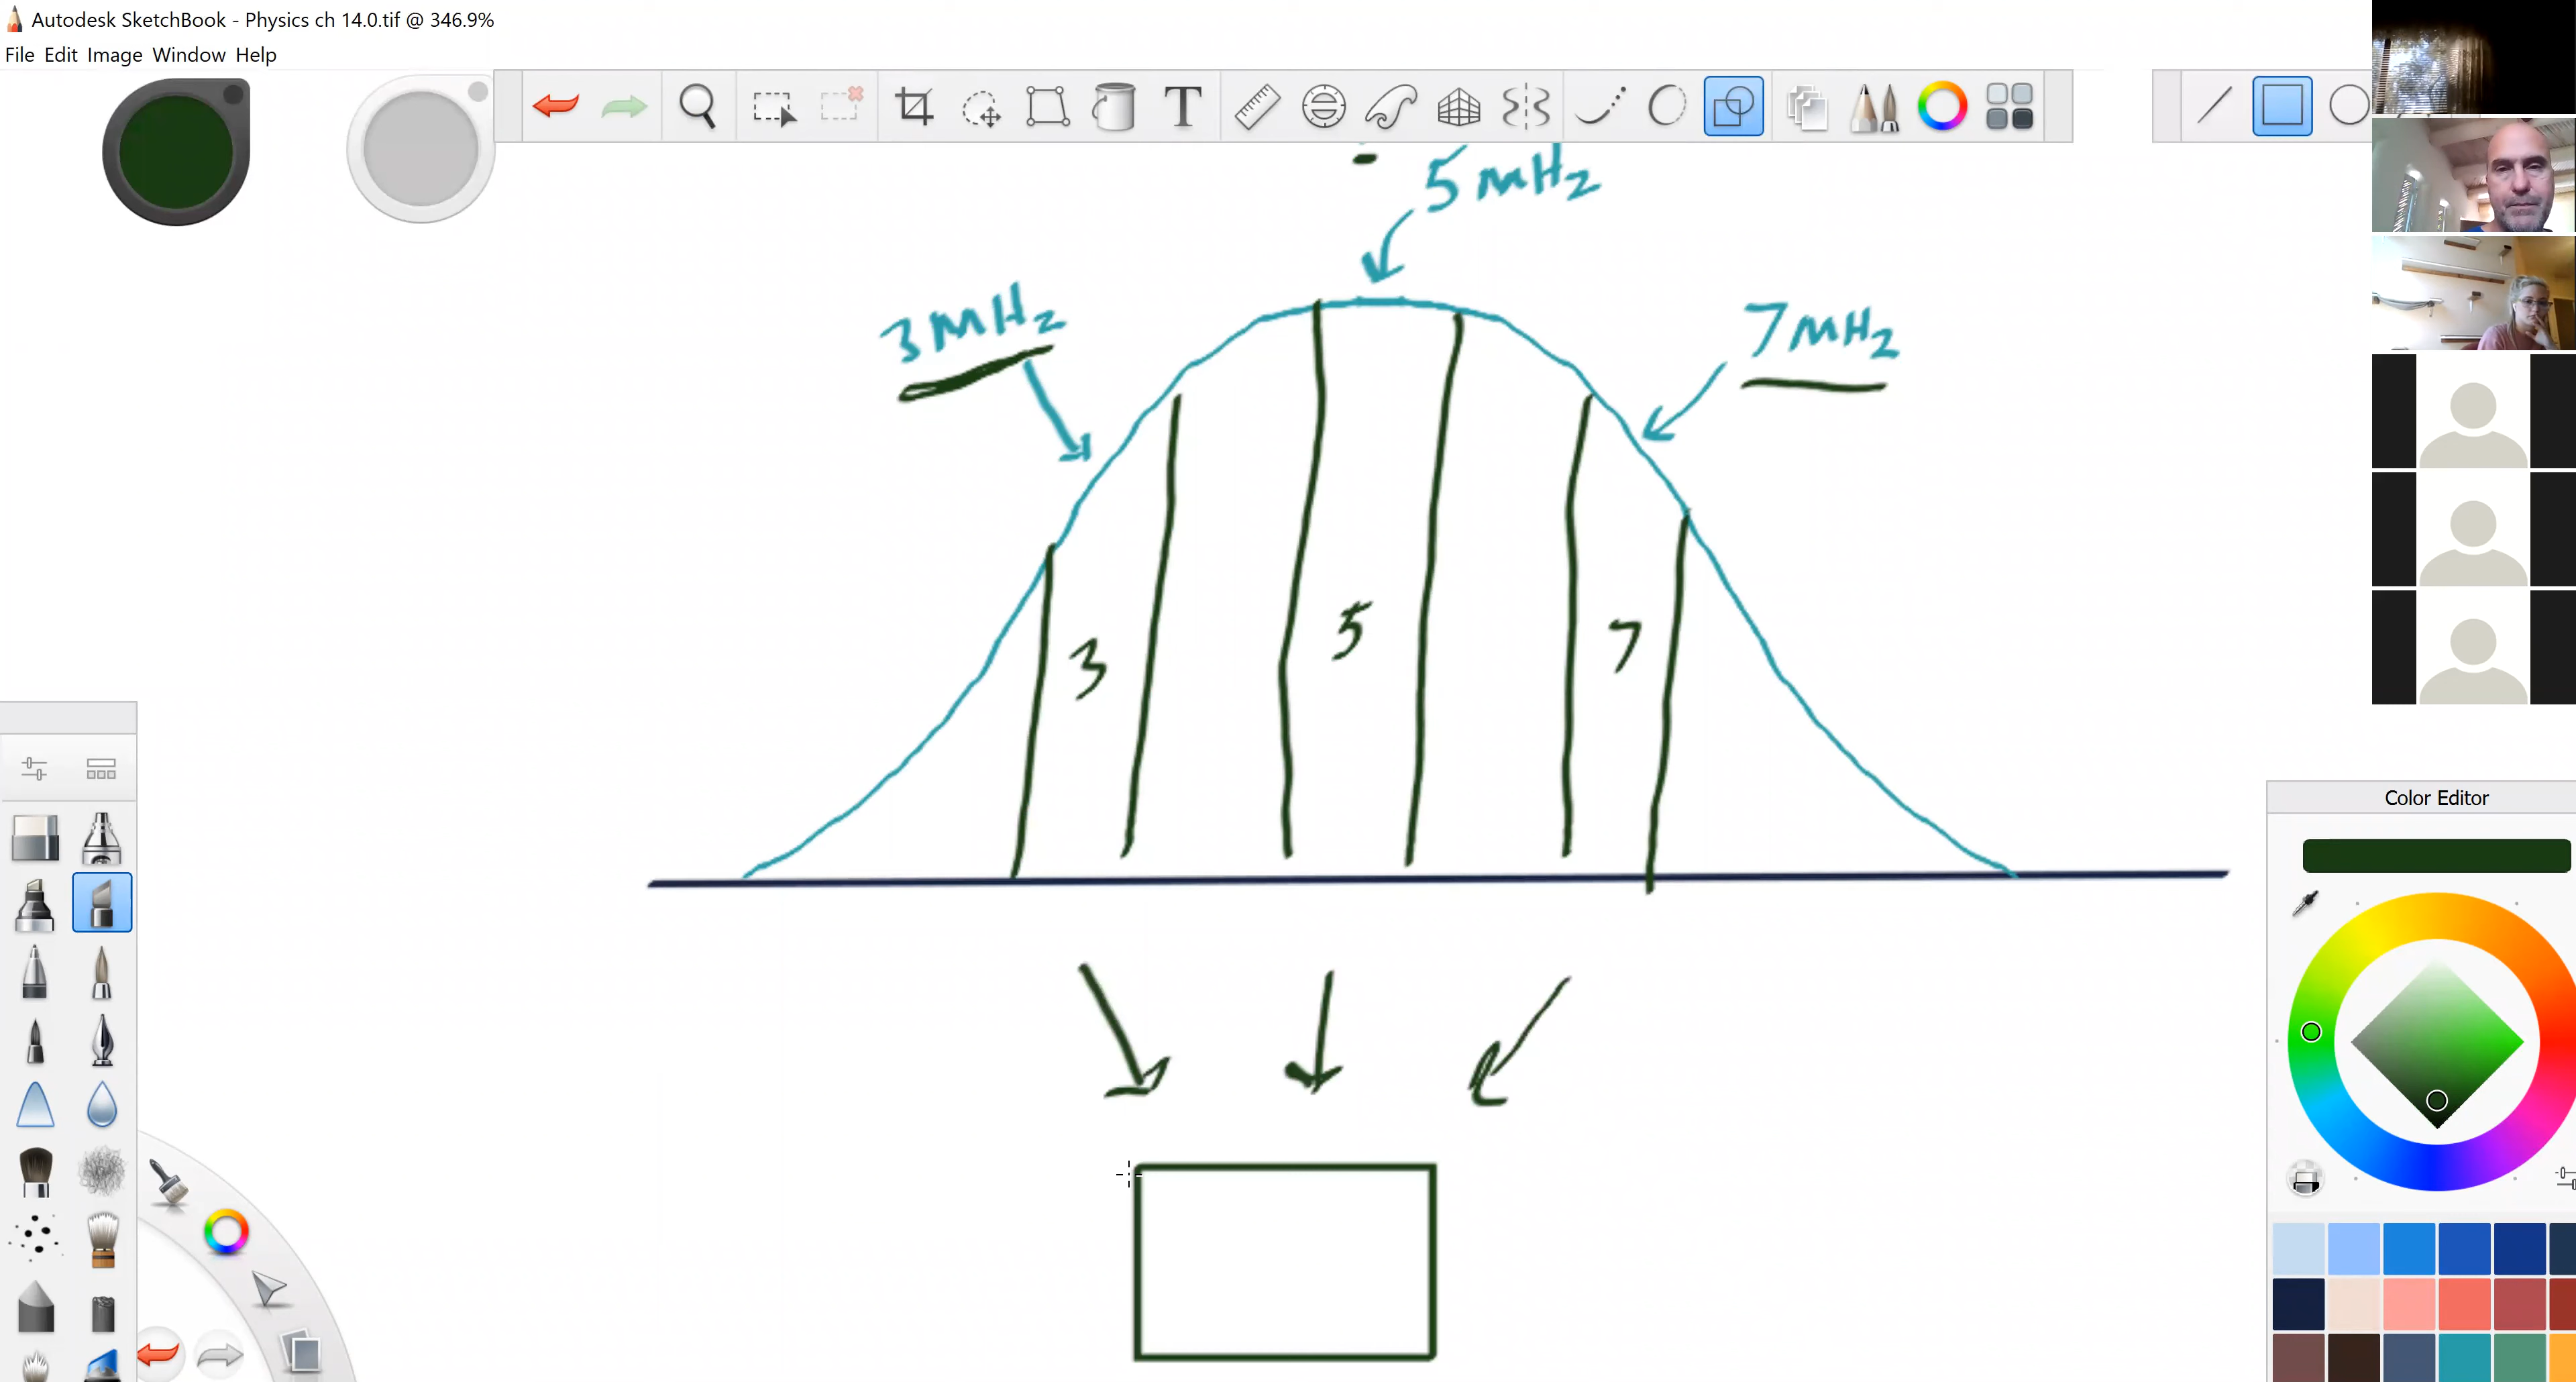 Autodesk SketchBook - Physics ch 14.0.tif @ 346.9%
File Edit Image Window Help
T
5 MHz
3 MHz
7 MHz
3
5
7
Color Editor